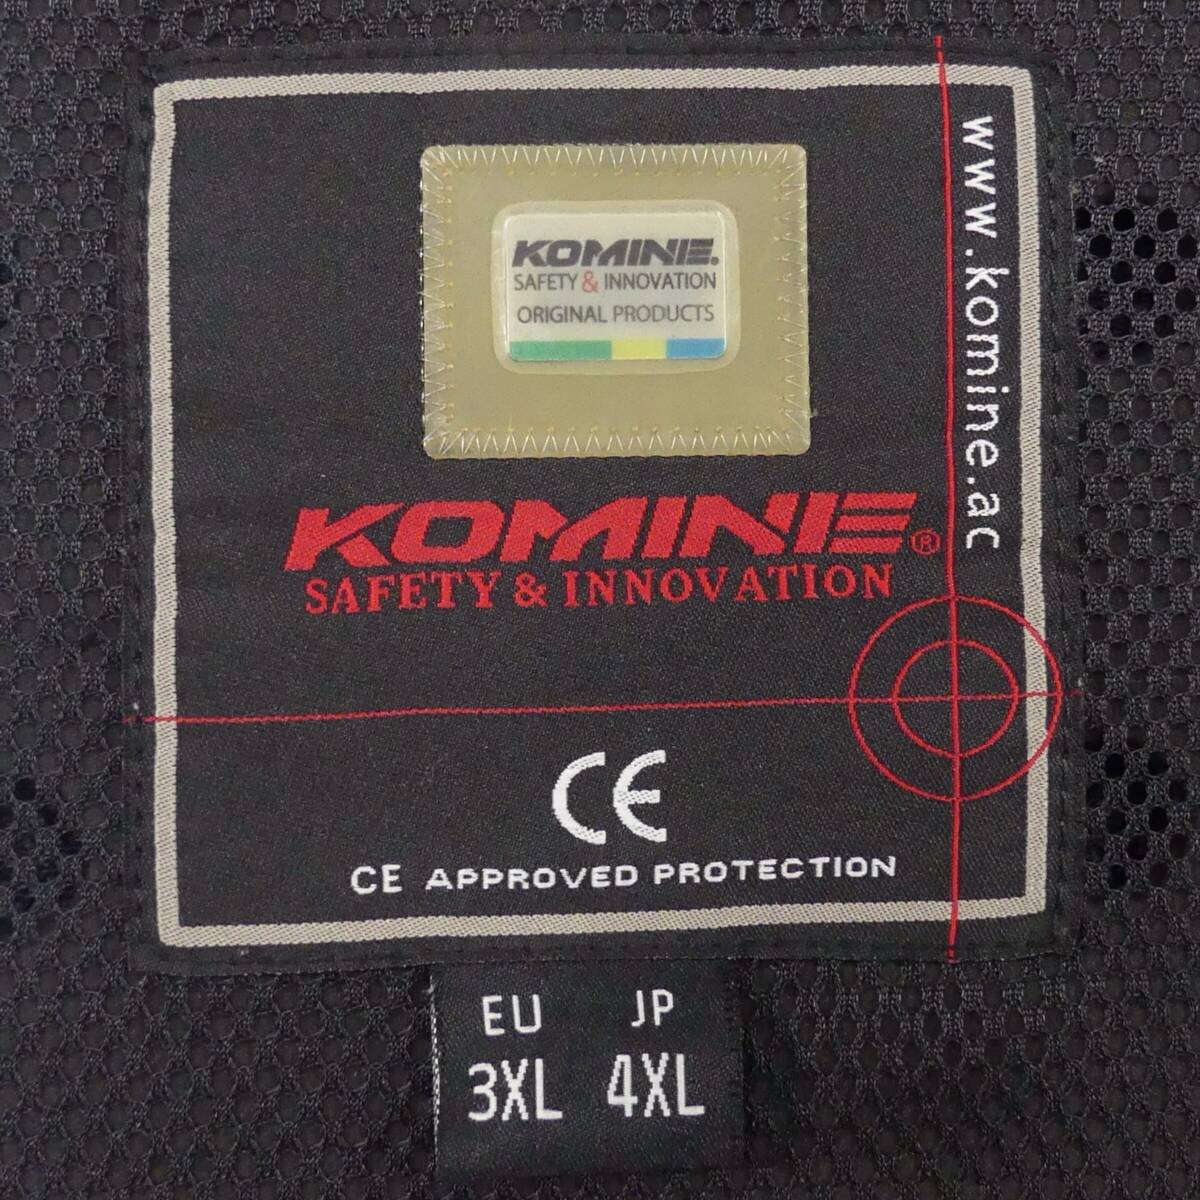 KOMINE.
SAFETY & INNOVATION
ORIGINAL PRODUCTS
www.komine.ac
KOMINE®
SAFETY & INNOVATION
CE
CE APPROVED PROTECTION
EU JP
3XL 4XL